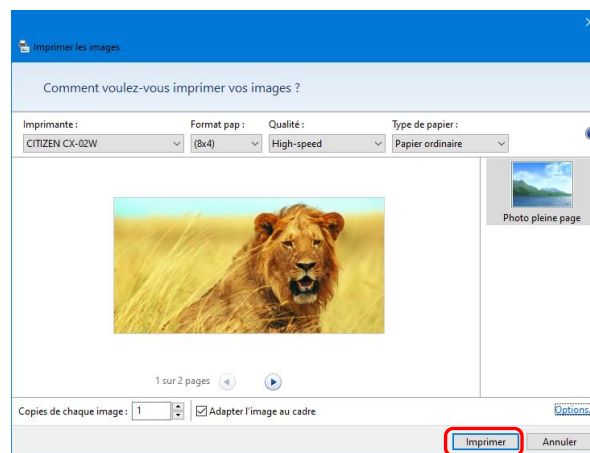 Imprimer les images
Comment voulez-vous imprimer vos images ?
Imprimante : Format pap : Qualité : Type de papier :
CITIZEN CX-02W (8x4) High-speed Papier ordinaire
Photo pleine page
1 sur 2 pages
Copies de chaque image : 1 Adapter l'image au cadre Options.
Imprimer Annuler